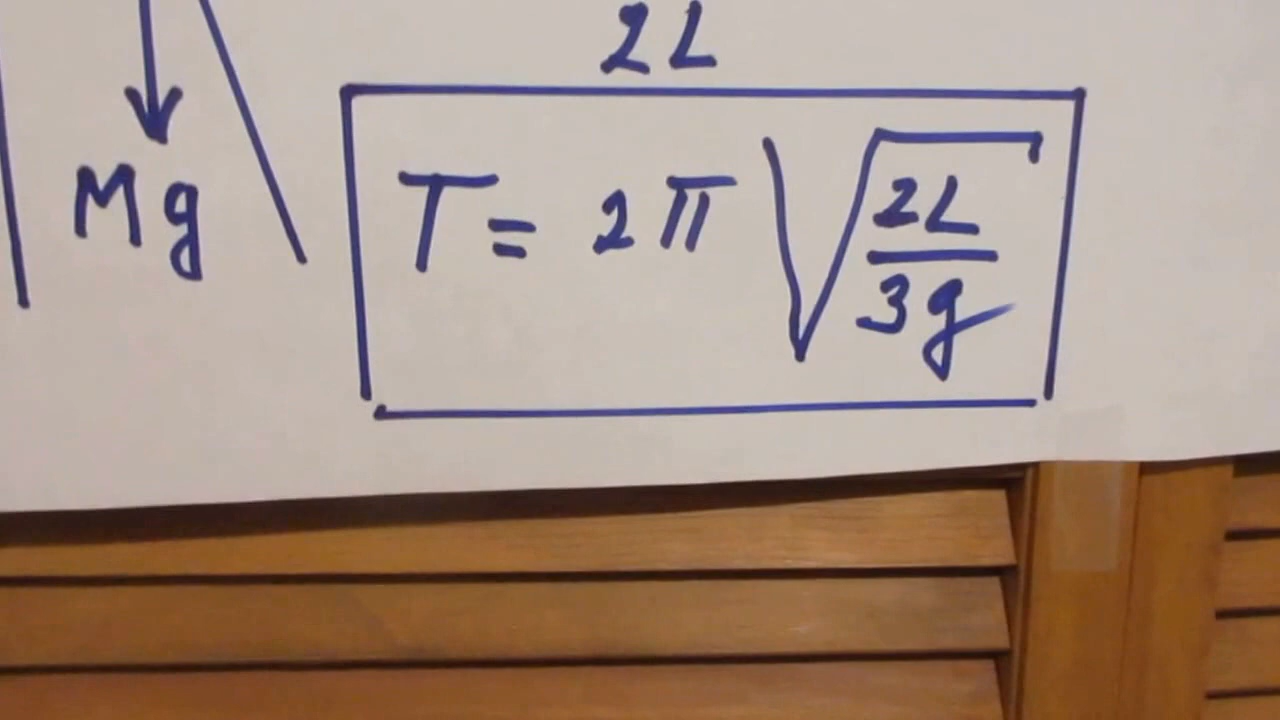 2L
Mg
T = 2π √(2L/3g)